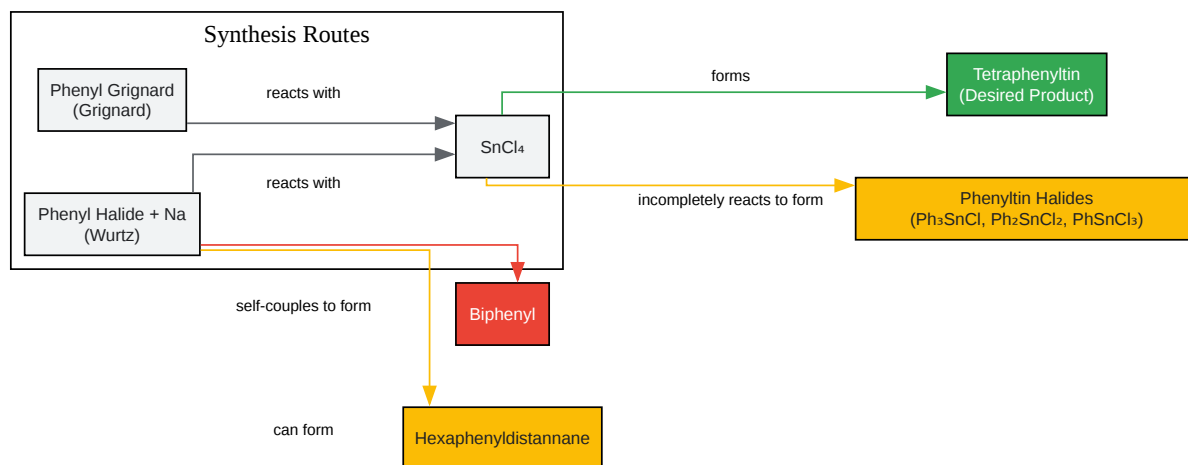 Synthesis Routes
Phenyl Grignard
(Grignard)
reacts with
SnCl₄
forms
Tetraphenyltin
(Desired Product)
Phenyl Halide + Na
(Wurtz)
reacts with
incompletely reacts to form
Phenyltin Halides
(Ph₃SnCl, Ph₂SnCl₂, PhSnCl₃)
self-couples to form
Biphenyl
can form
Hexaphenyldistannane